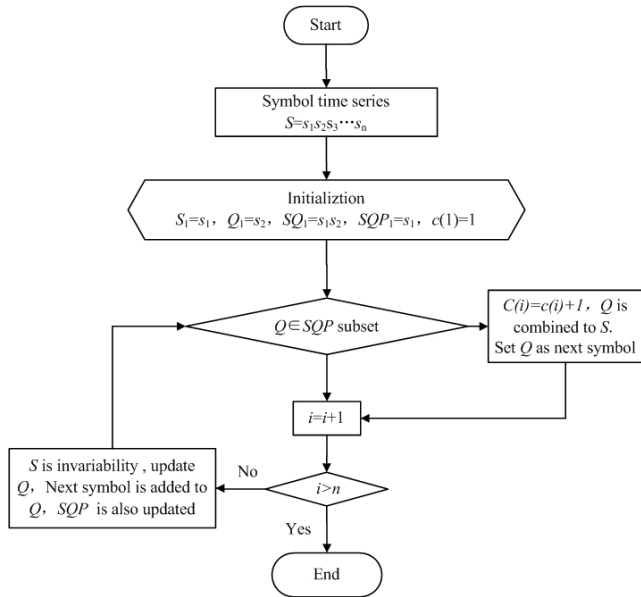 Start
Symbol time series
S=s₁s₂s₃⋯sₙ
Initializtion
S₁=s₁, Q₁=s₂, SQ₁=s₁s₂, SQP₁=s₁, c(1)=1
Q∈SQP subset
C(i)=c(i)+1, Q is
combined to S.
Set Q as next symbol
i=i+1
S is invariability , update
Q, Next symbol is added to
Q, SQP is also updated
No
i>n
Yes
End